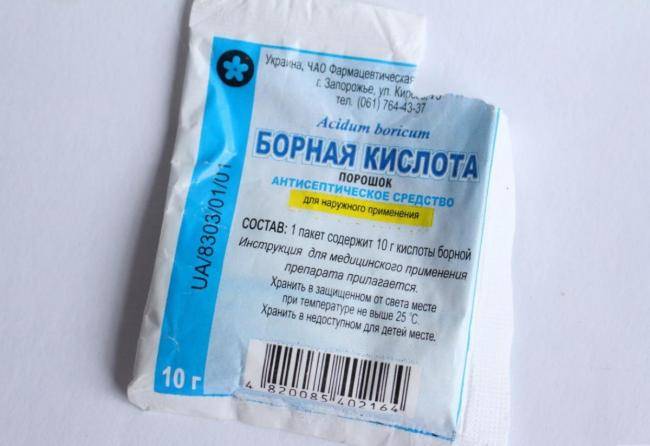 Украина, ЧАО Фармацевтическая
г. Запорожье, ул.
тел. (061) 764-43-37
Acidum boricum
БОРНАЯ КИСЛОТА
ПОРОШОК
АНТИСЕПТИЧЕСКОЕ СРЕДСТВО
для наружного применения
СОСТАВ: 1 пакет содержит 10 г кислоты борной
Инструкция для медицинского применения
препарата прилагается.
Хранить в защищенном от света месте
при температуре не выше 25 °С.
Хранить в недоступном для детей месте.
UA/8303/01/01
10 г
4 820085 402164